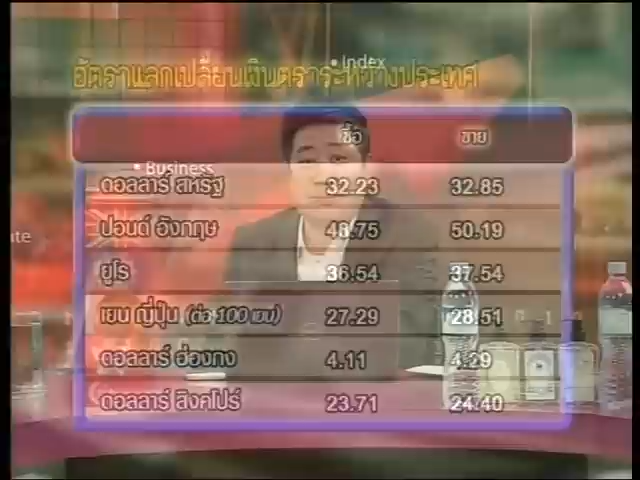 • Index
อัตราแลกเปลี่ยนเงินตราระหว่างประเทศ
ซื้อ ขาย
• Business
ดอลลาร์ สหรัฐ 32.23 32.85
ปอนด์ อังกฤษ 48.75 50.19
ยูโร 36.54 37.54
เยน ญี่ปุ่น (ต่อ 100 เยน) 27.29 28.51
ดอลลาร์ ฮ่องกง 4.11 4.29
ดอลลาร์ สิงคโปร์ 23.71 24.40